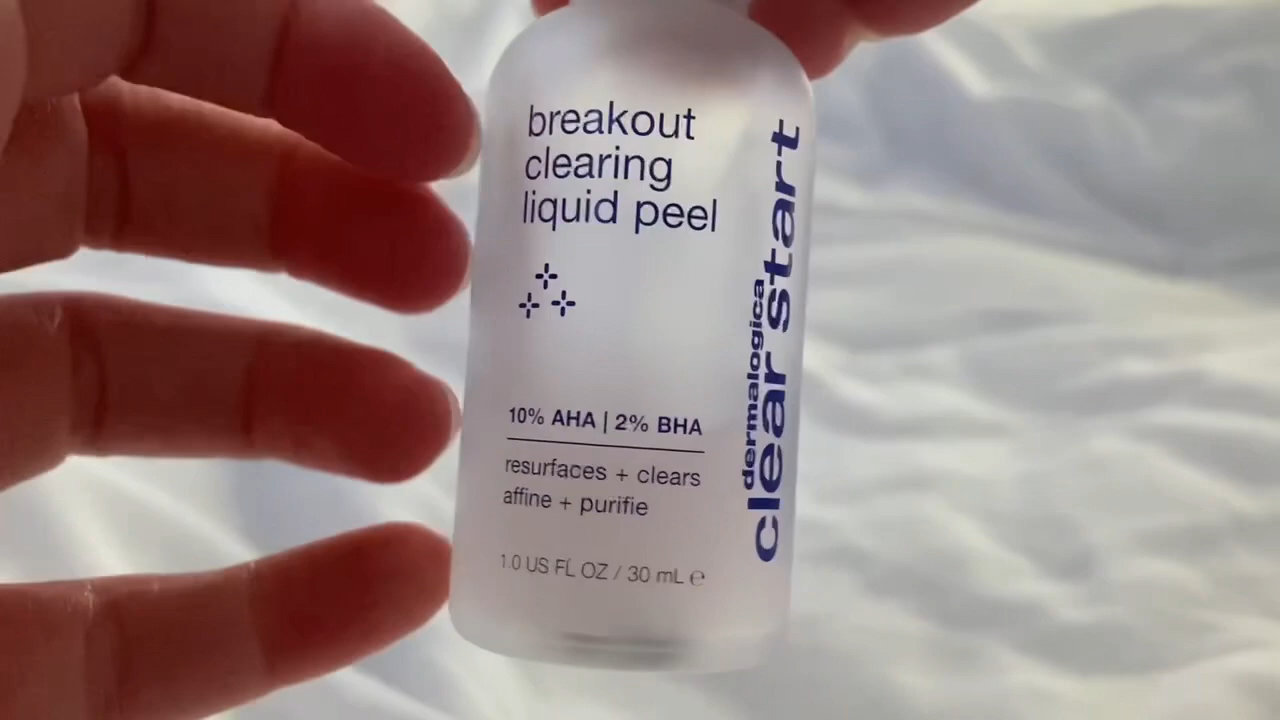 breakout
clearing
liquid peel
10% AHA | 2% BHA
resurfaces + clears
affine + purifie
1.0 US FL OZ / 30 mL ℮
dermalogica
clear start